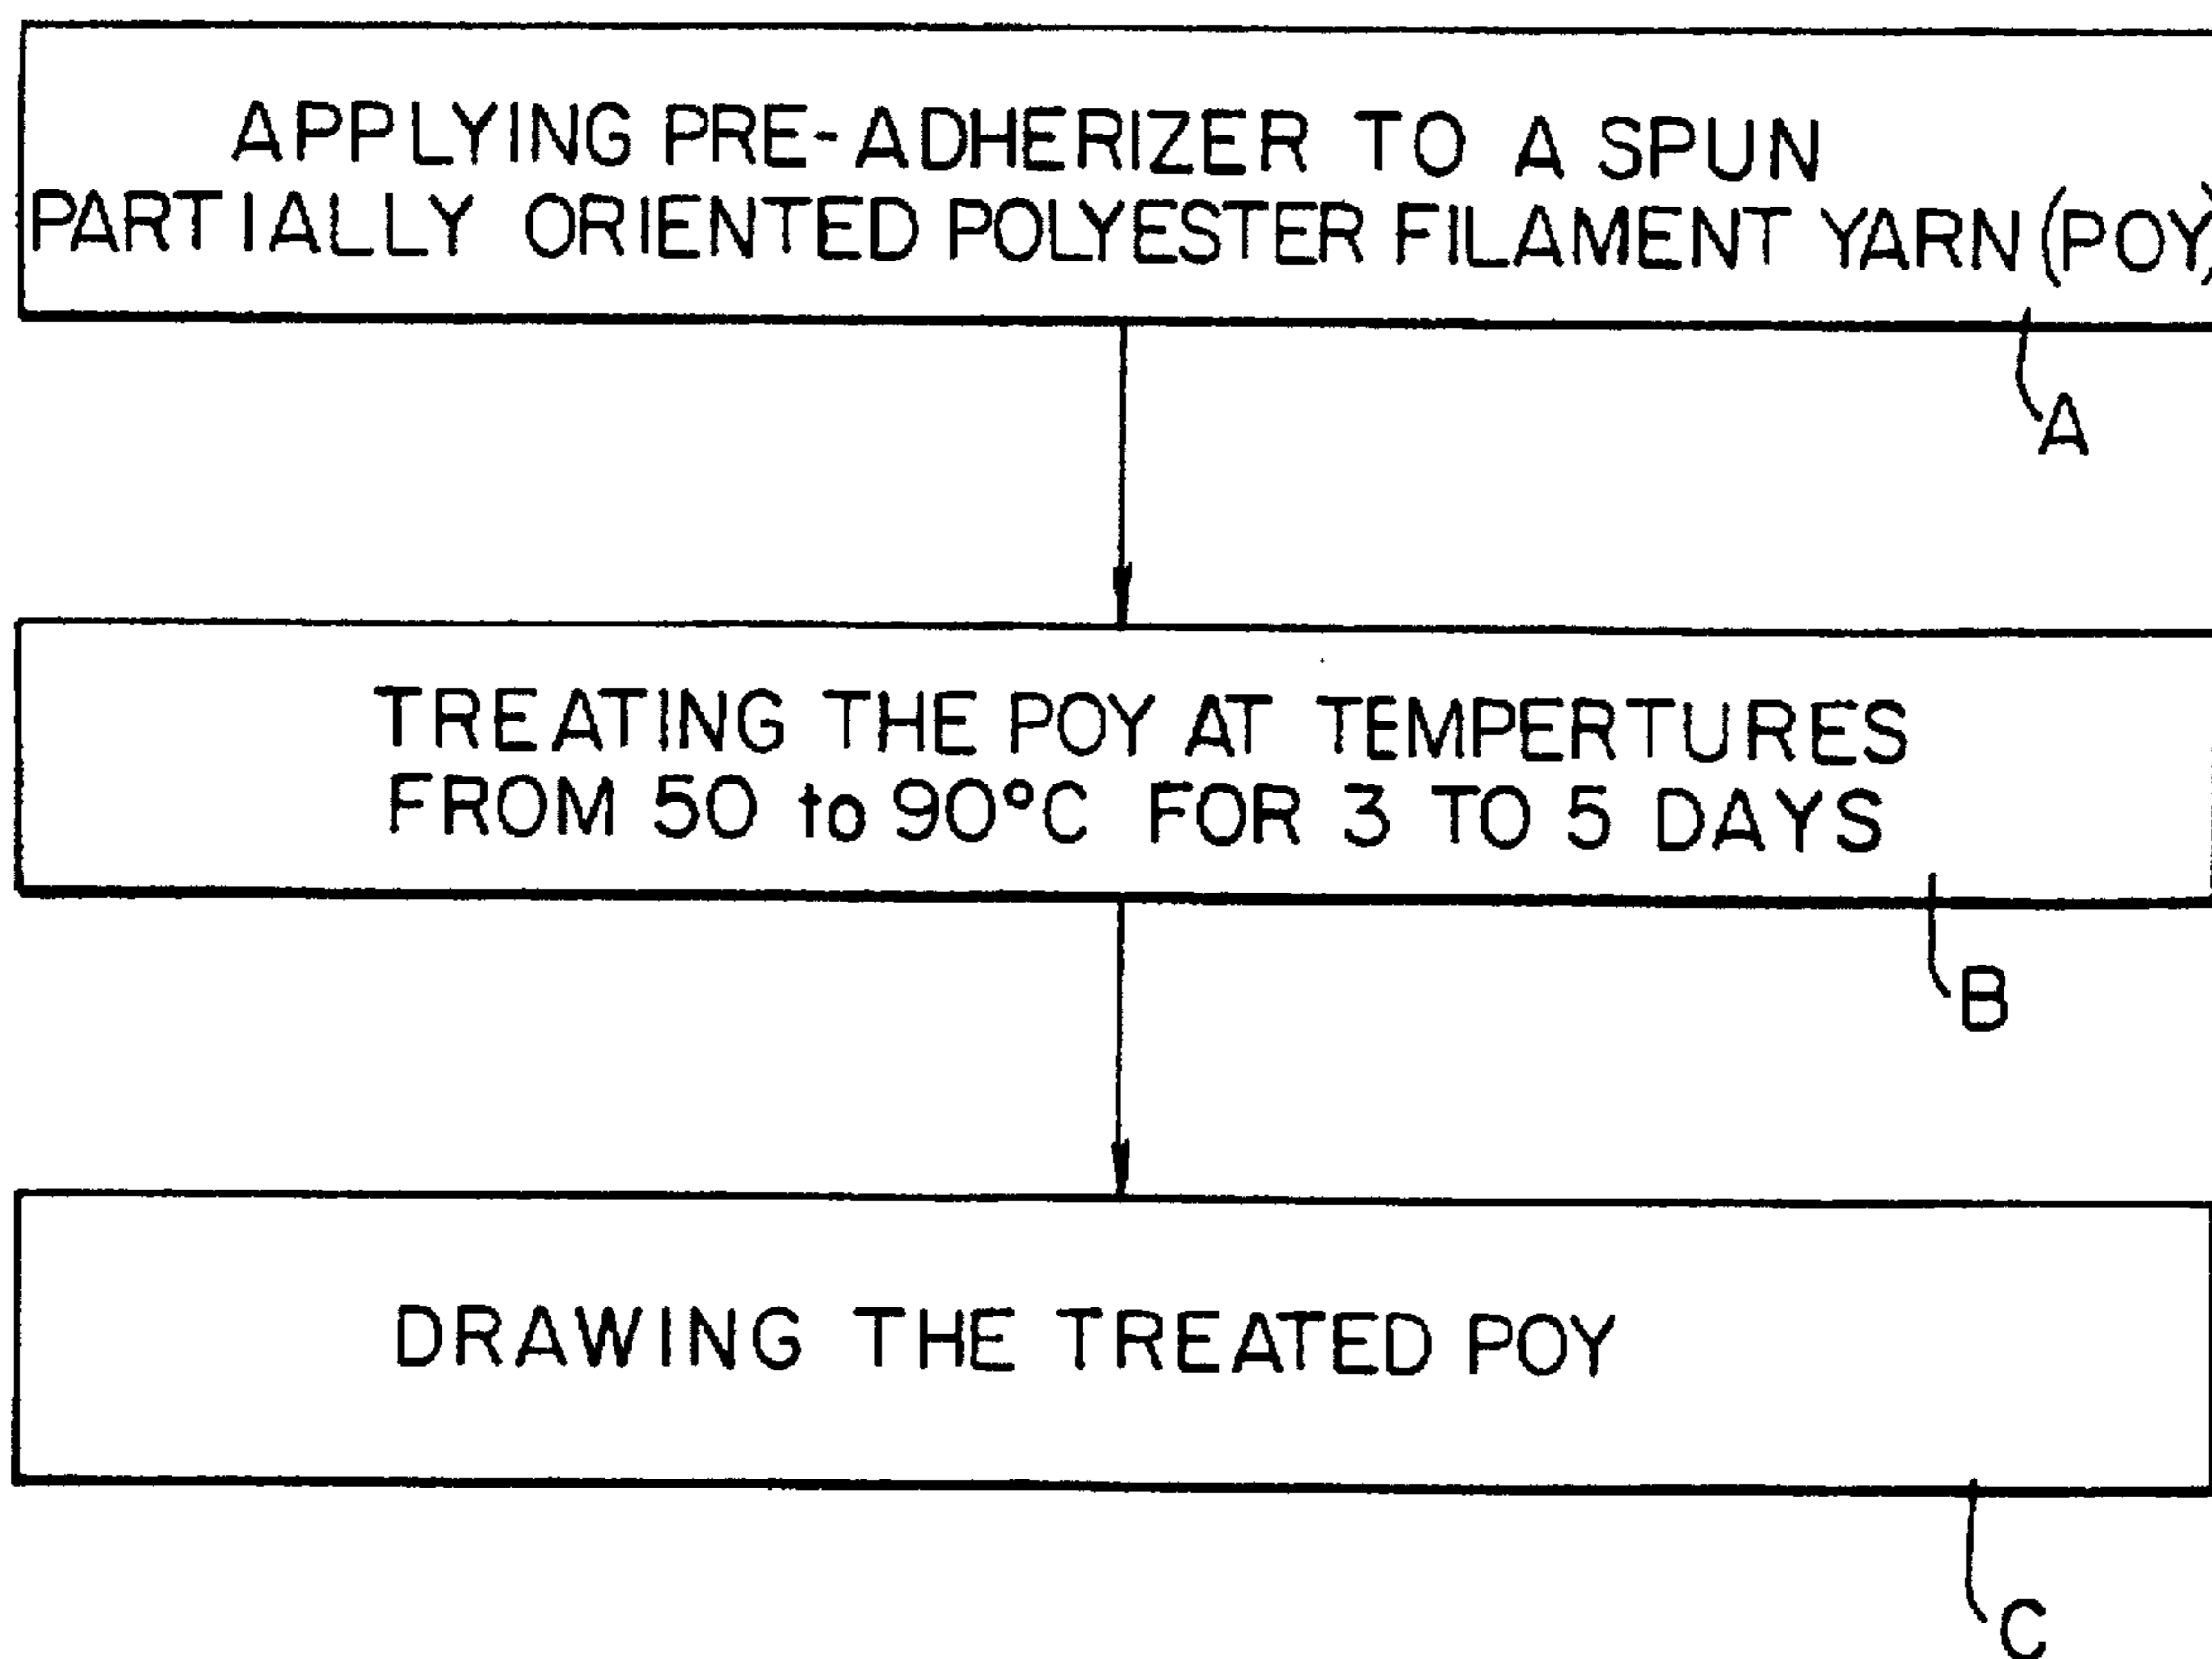 APPLYING PRE-ADHERIZER TO A SPUN
PARTIALLY ORIENTED POLYESTER FILAMENT YARN (POY)
A
TREATING THE POY AT TEMPERTURES
FROM 50 to 90°C FOR 3 TO 5 DAYS
B
DRAWING THE TREATED POY
C